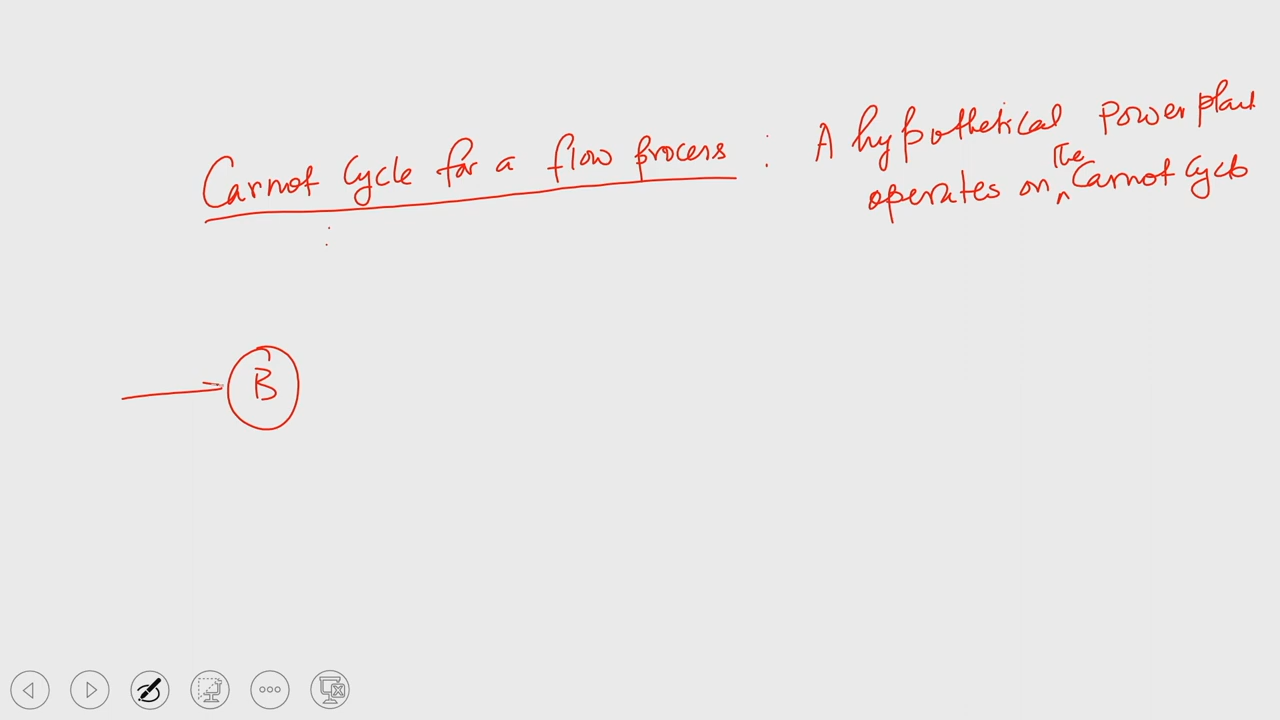 Carnot Cycle for a flow process : A hypothetical Power plant
operates on the Carnot Cycle
B